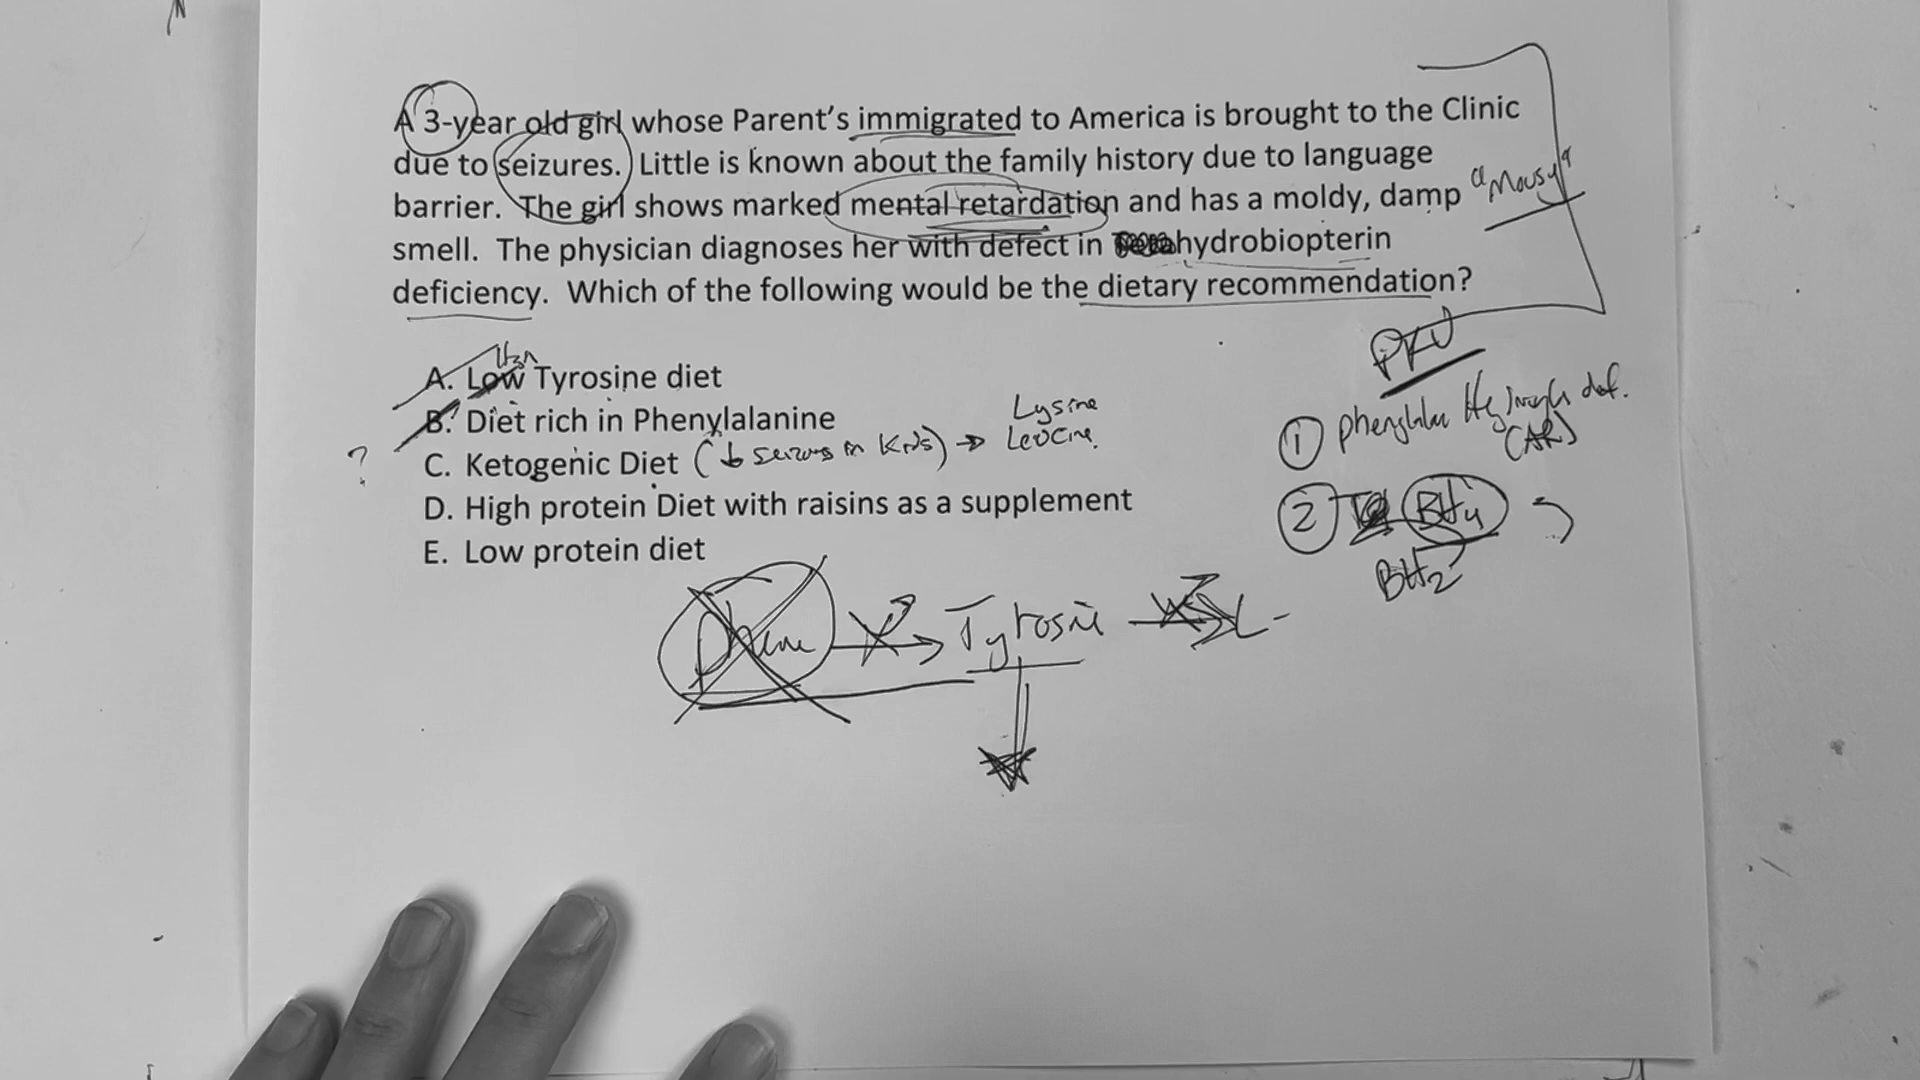 A 3-year old girl whose Parent's immigrated to America is brought to the Clinic
due to seizures. Little is known about the family history due to language
barrier. The girl shows marked mental retardation and has a moldy, damp "Mousy"
smell. The physician diagnoses her with defect in hydrobiopterin
deficiency. Which of the following would be the dietary recommendation?
PKU
A. Low Tyrosine diet
B. Diet rich in Phenylalanine
Lysine
Leucine
C. Ketogenic Diet (↓ seizures in Kids) →
D. High protein Diet with raisins as a supplement
E. Low protein diet
① def.
(AR)
② BH4
BH2
Tyrosine